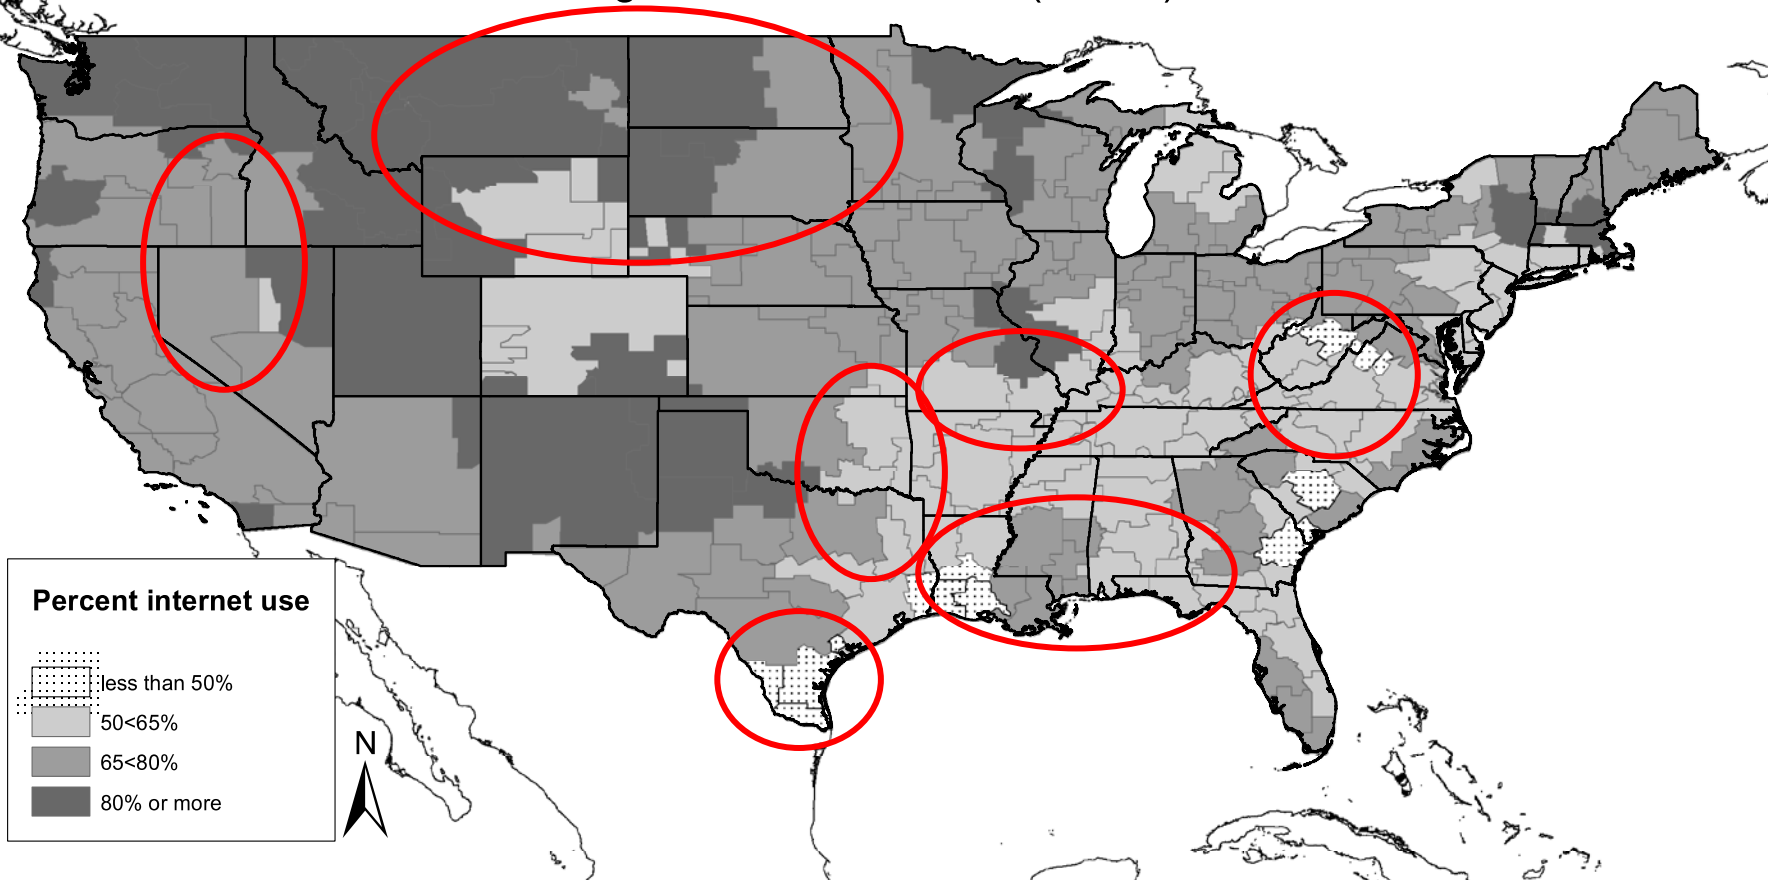 Percent internet use
less than 50%
50<65%
65<80%
80% or more
N